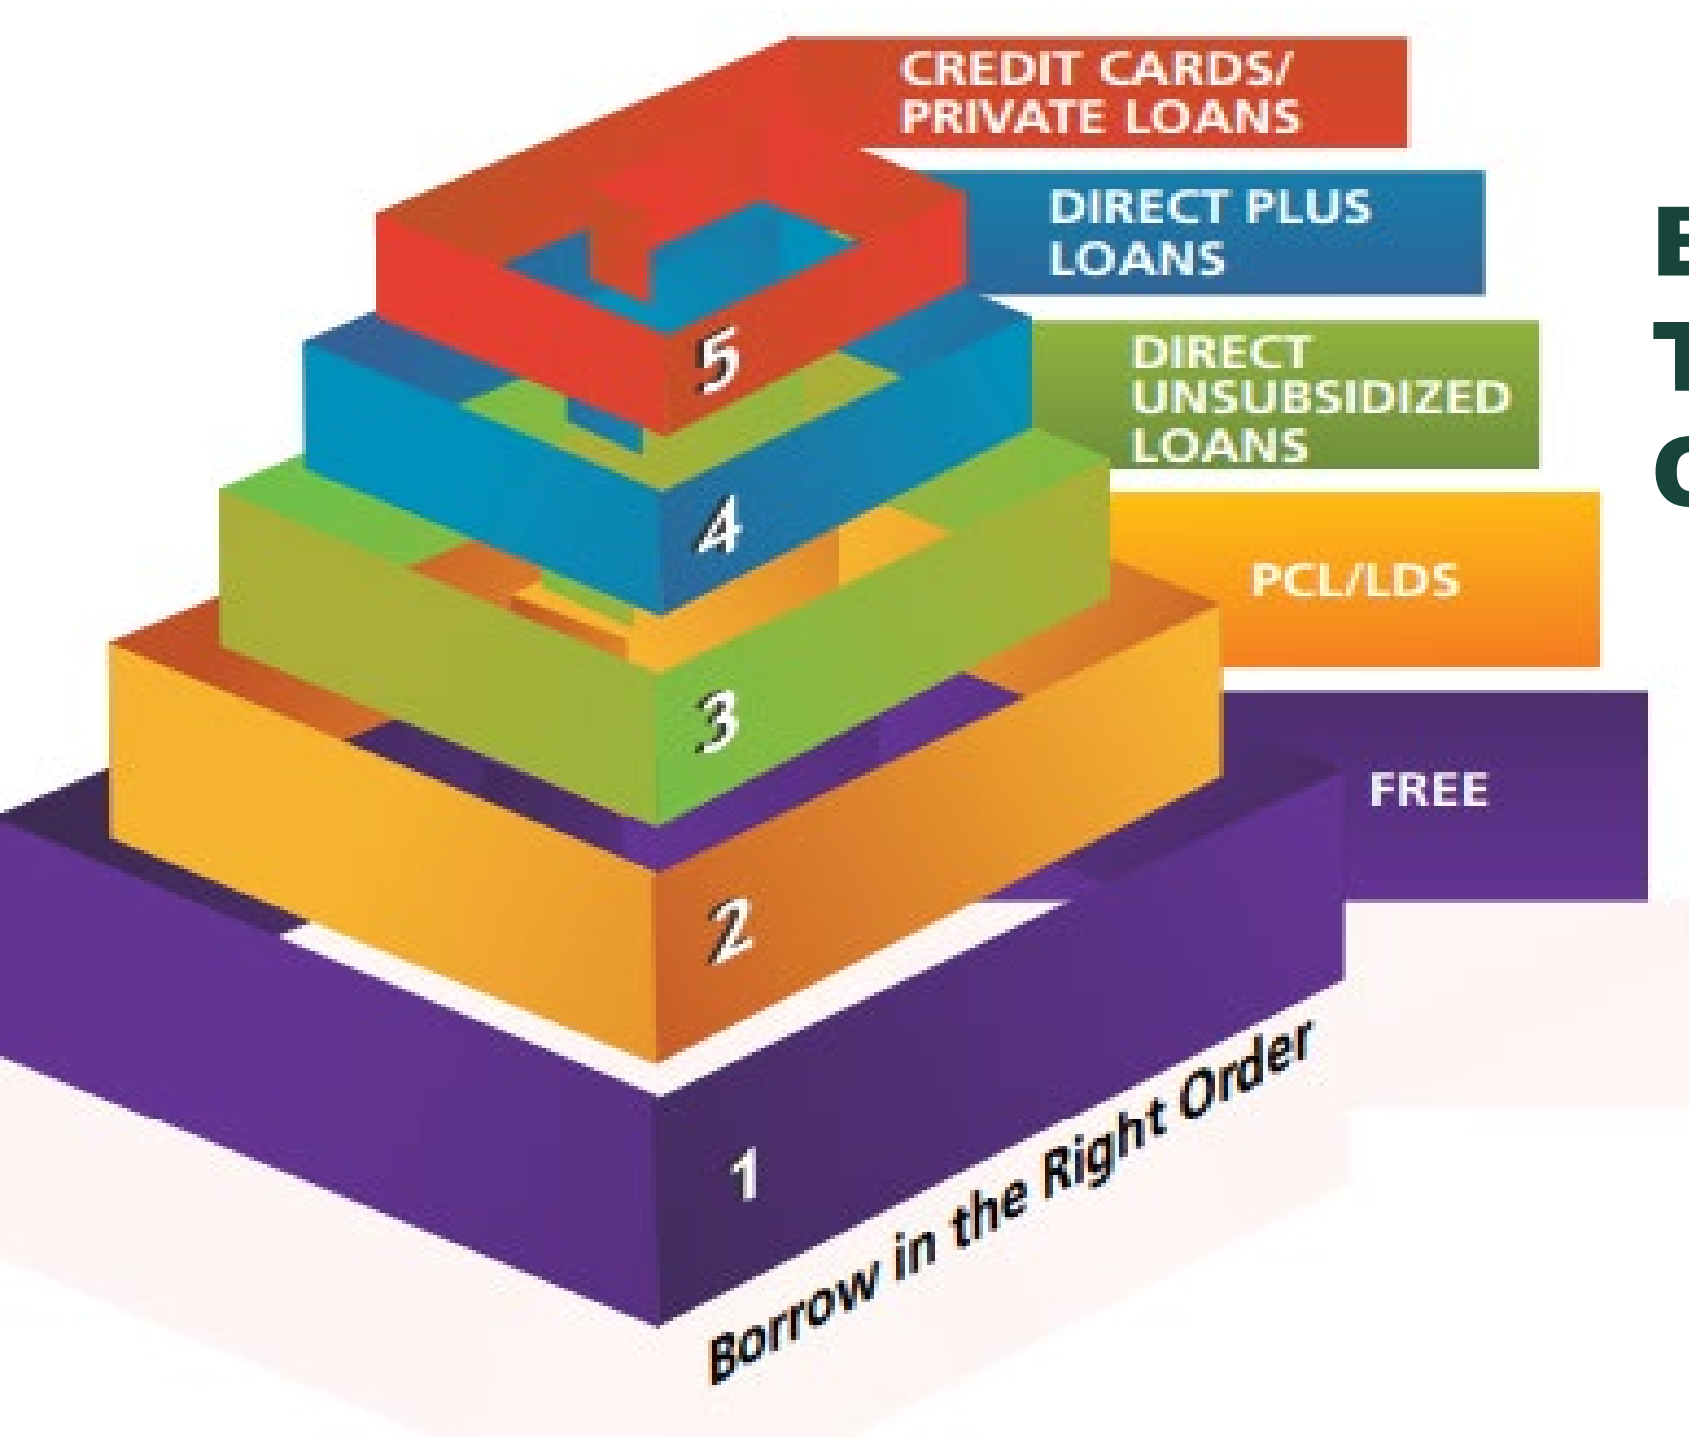 CREDIT CARDS/
PRIVATE LOANS
DIRECT PLUS
LOANS
DIRECT
UNSUBSIDIZED
LOANS
PCL/LDS
FREE
5
4
3
2
1
Borrow in the Right Order